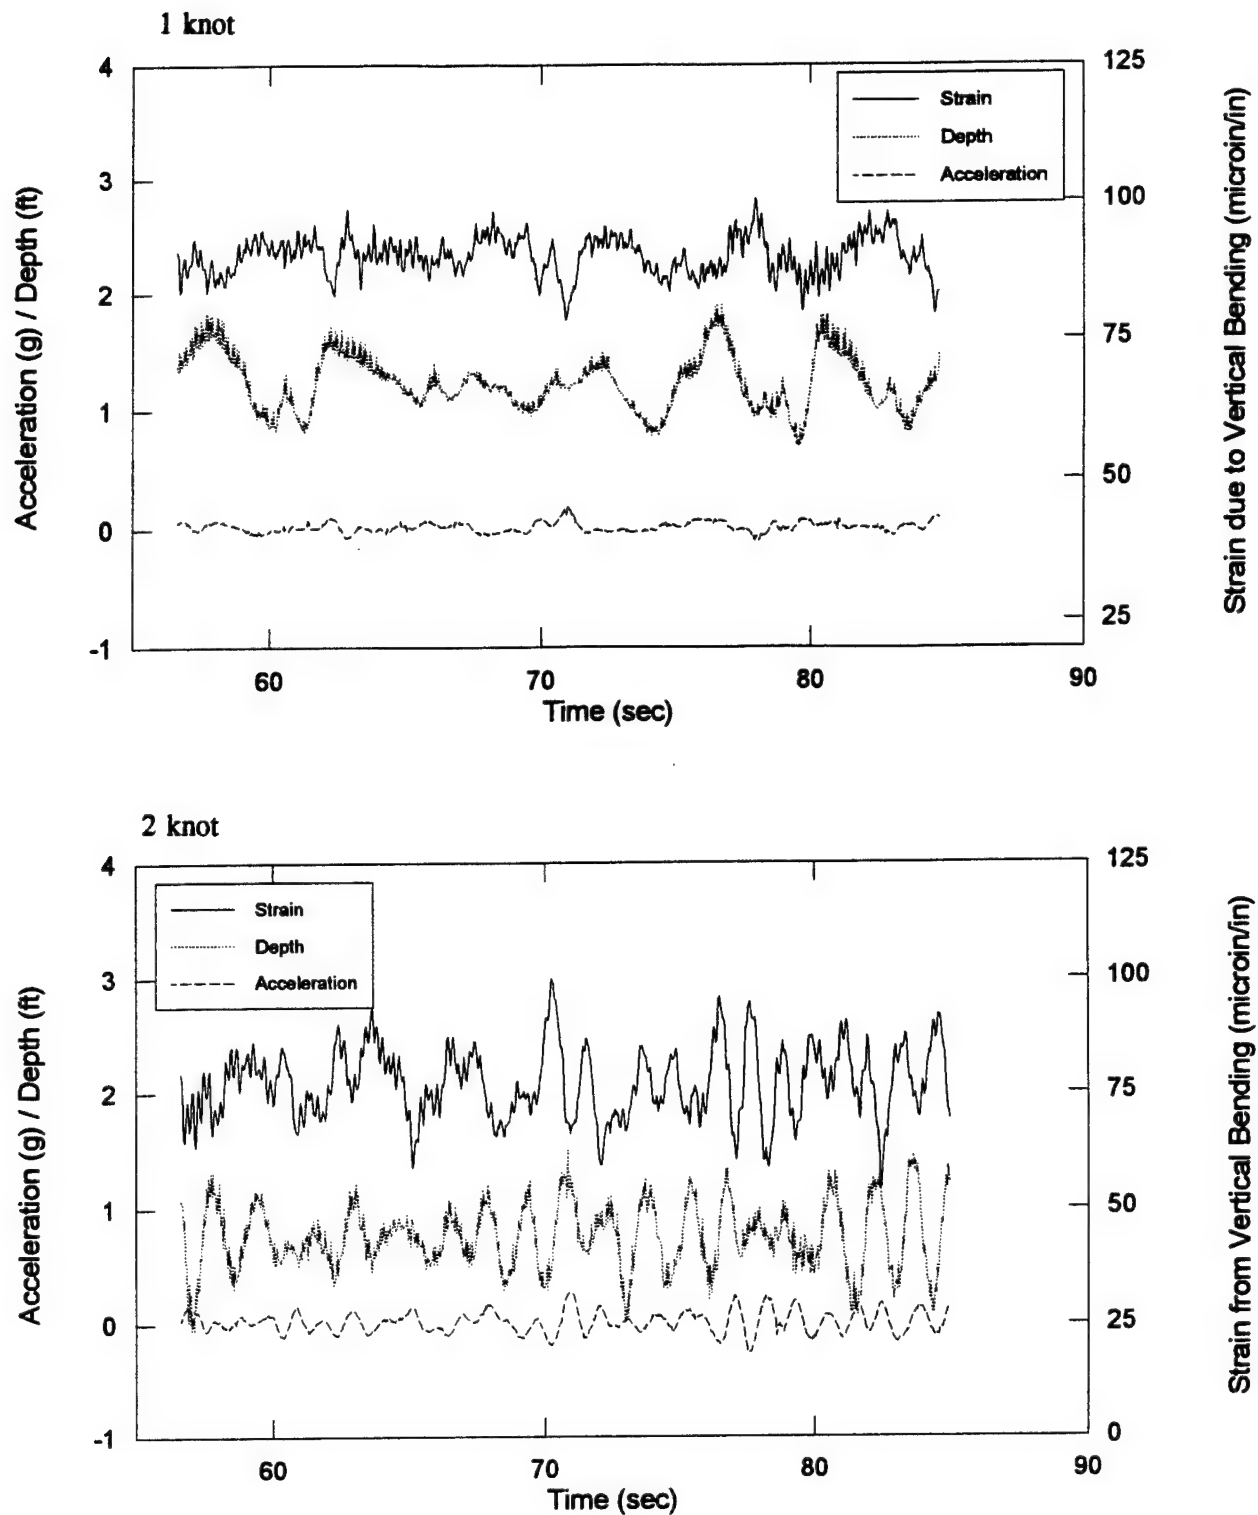 1 knot
4
3
2
1
0
-1
125
100
75
50
25
60
70
80
90
Strain
Depth
Acceleration
Acceleration (g) / Depth (ft)
Strain due to Vertical Bending (microin/in)
Time (sec)
2 knot
4
3
2
1
0
-1
125
100
75
50
25
0
60
70
80
90
Strain
Depth
Acceleration
Acceleration (g) / Depth (ft)
Strain from Vertical Bending (microin/in)
Time (sec)